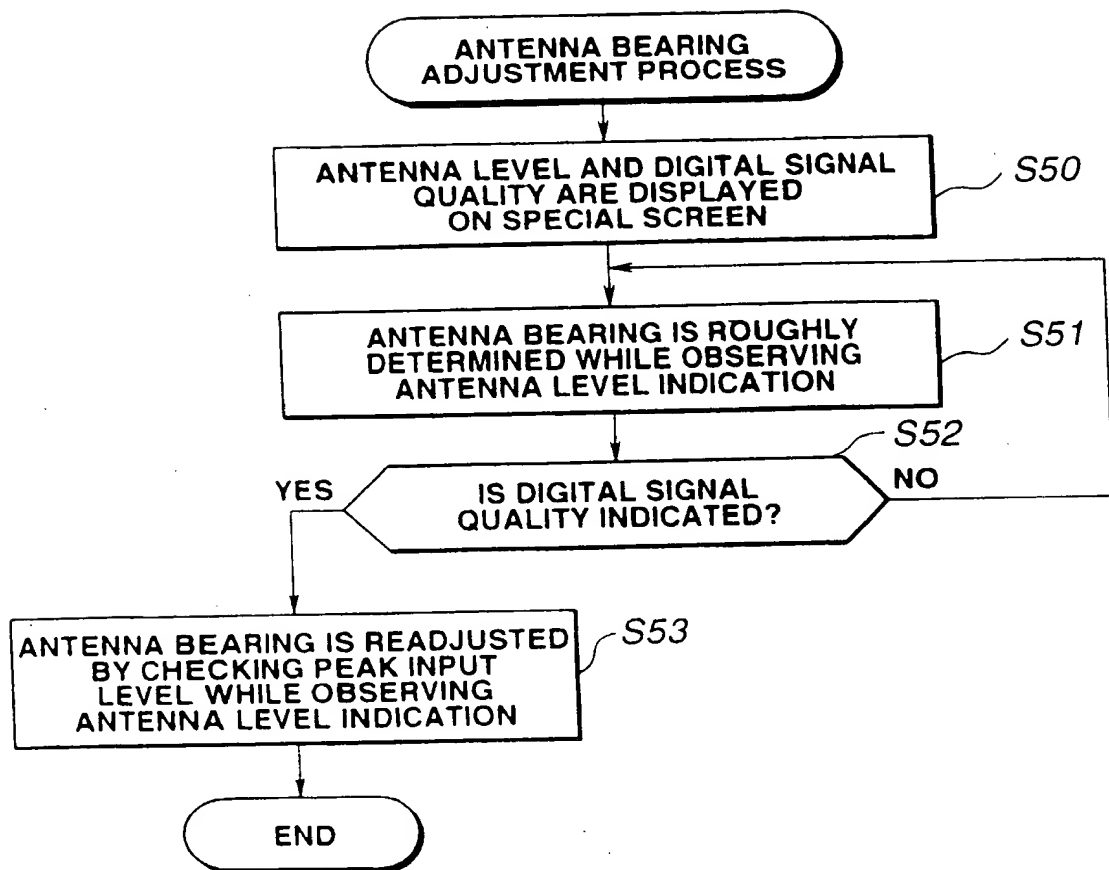 ANTENNA BEARING
ADJUSTMENT PROCESS
ANTENNA LEVEL AND DIGITAL SIGNAL
QUALITY ARE DISPLAYED
ON SPECIAL SCREEN
S50
ANTENNA BEARING IS ROUGHLY
DETERMINED WHILE OBSERVING
ANTENNA LEVEL INDICATION
S51
S52
YES
IS DIGITAL SIGNAL
QUALITY INDICATED?
NO
ANTENNA BEARING IS READJUSTED
BY CHECKING PEAK INPUT
LEVEL WHILE OBSERVING
ANTENNA LEVEL INDICATION
S53
END